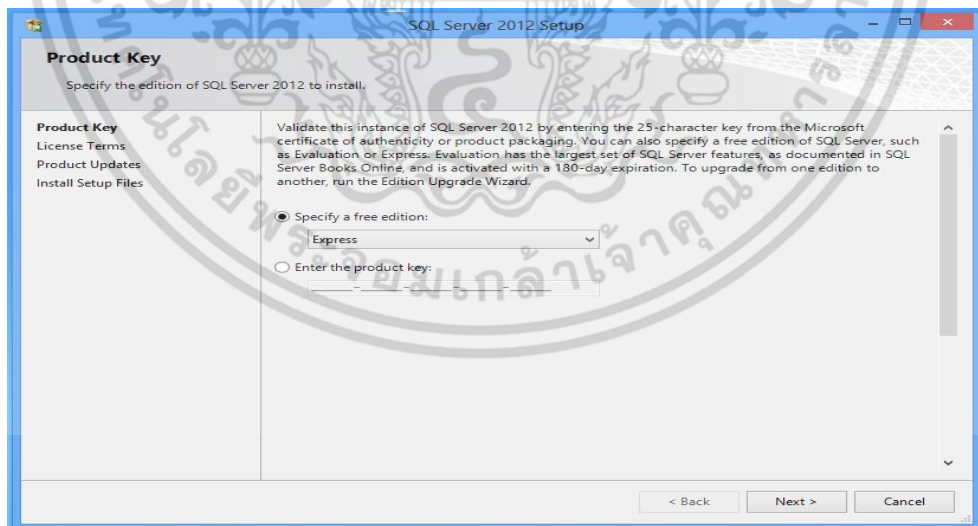 SQL Server 2012 Setup
Product Key
Specify the edition of SQL Server 2012 to install.
Product Key
License Terms
Product Updates
Install Setup Files
Validate this instance of SQL Server 2012 by entering the 25-character key from the Microsoft
certificate of authenticity or product packaging. You can also specify a free edition of SQL Server, such
as Evaluation or Express. Evaluation has the largest set of SQL Server features, as documented in SQL
Server Books Online, and is activated with a 180-day expiration. To upgrade from one edition to
another, run the Edition Upgrade Wizard.
Specify a free edition:
Express
Enter the product key:
_____-_____-_____-_____-_____
< Back
Next >
Cancel